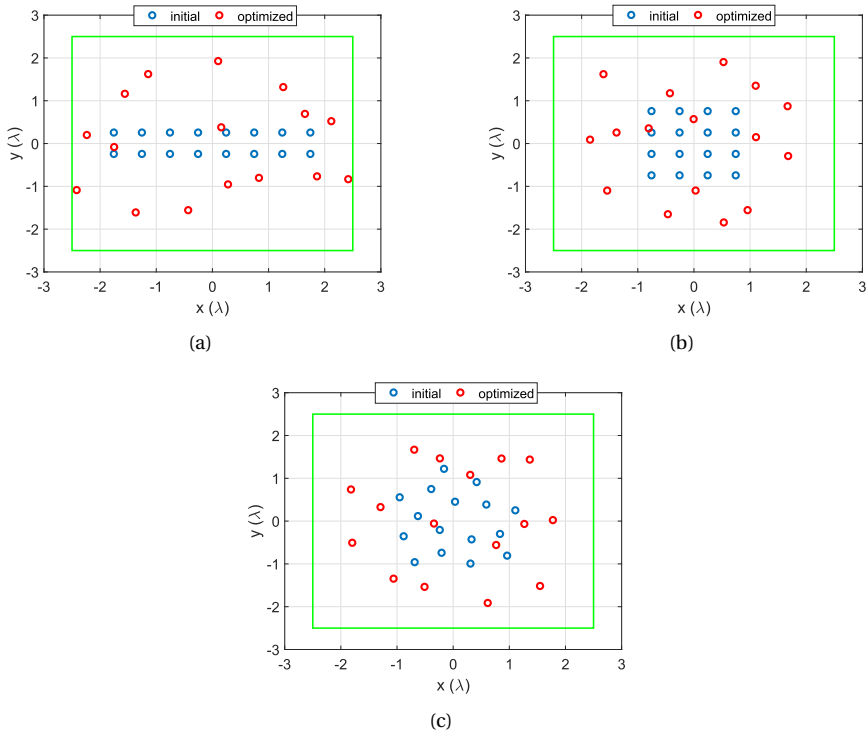 initial optimized
3
2
1
0
-1
-2
-3
y (λ)
-3 -2 -1 0 1 2 3
x (λ)
(a)
initial optimized
3
2
1
0
-1
-2
-3
y (λ)
-3 -2 -1 0 1 2 3
x (λ)
(b)
initial optimized
3
2
1
0
-1
-2
-3
y (λ)
-3 -2 -1 0 1 2 3
x (λ)
(c)